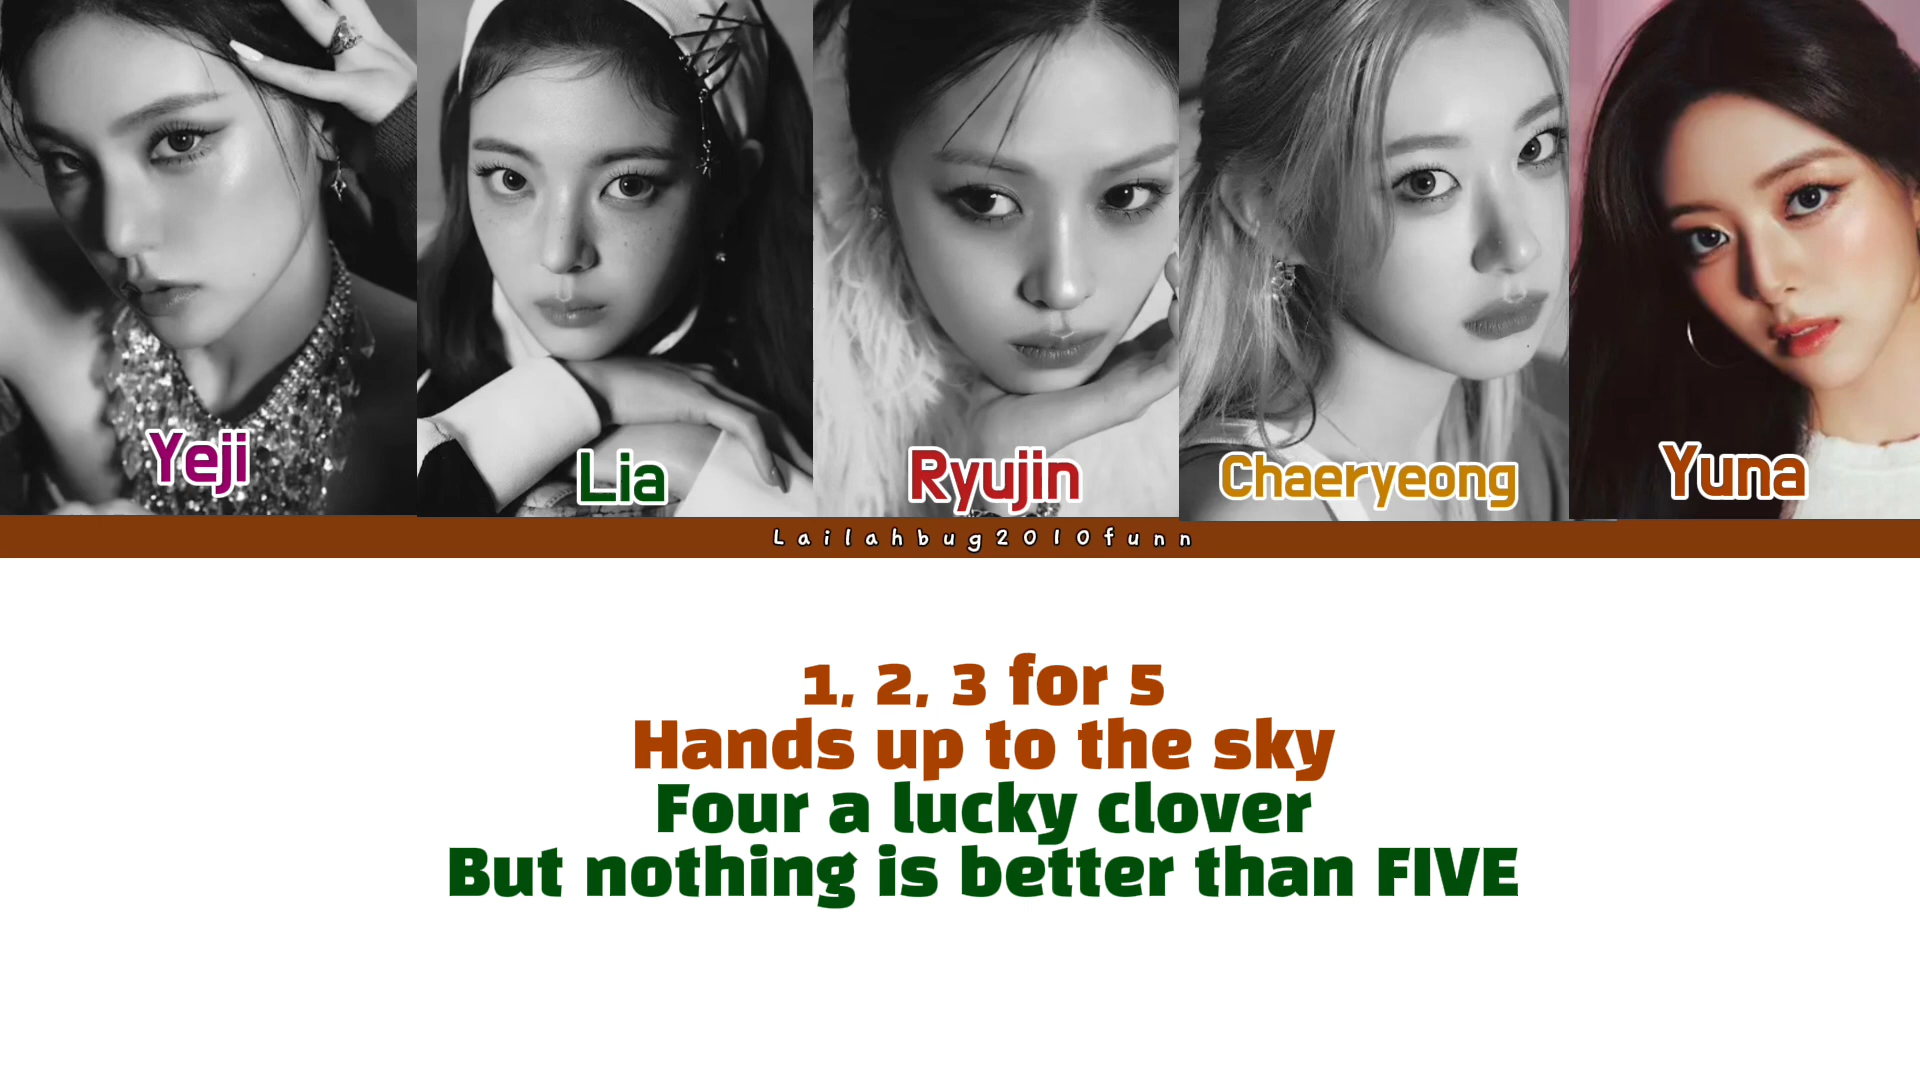 Yeji
Lia
Ryujin
Chaeryeong
Yuna
Lailahbug2010funn
1, 2, 3 for 5
Hands up to the sky
Four a lucky clover
But nothing is better than FIVE